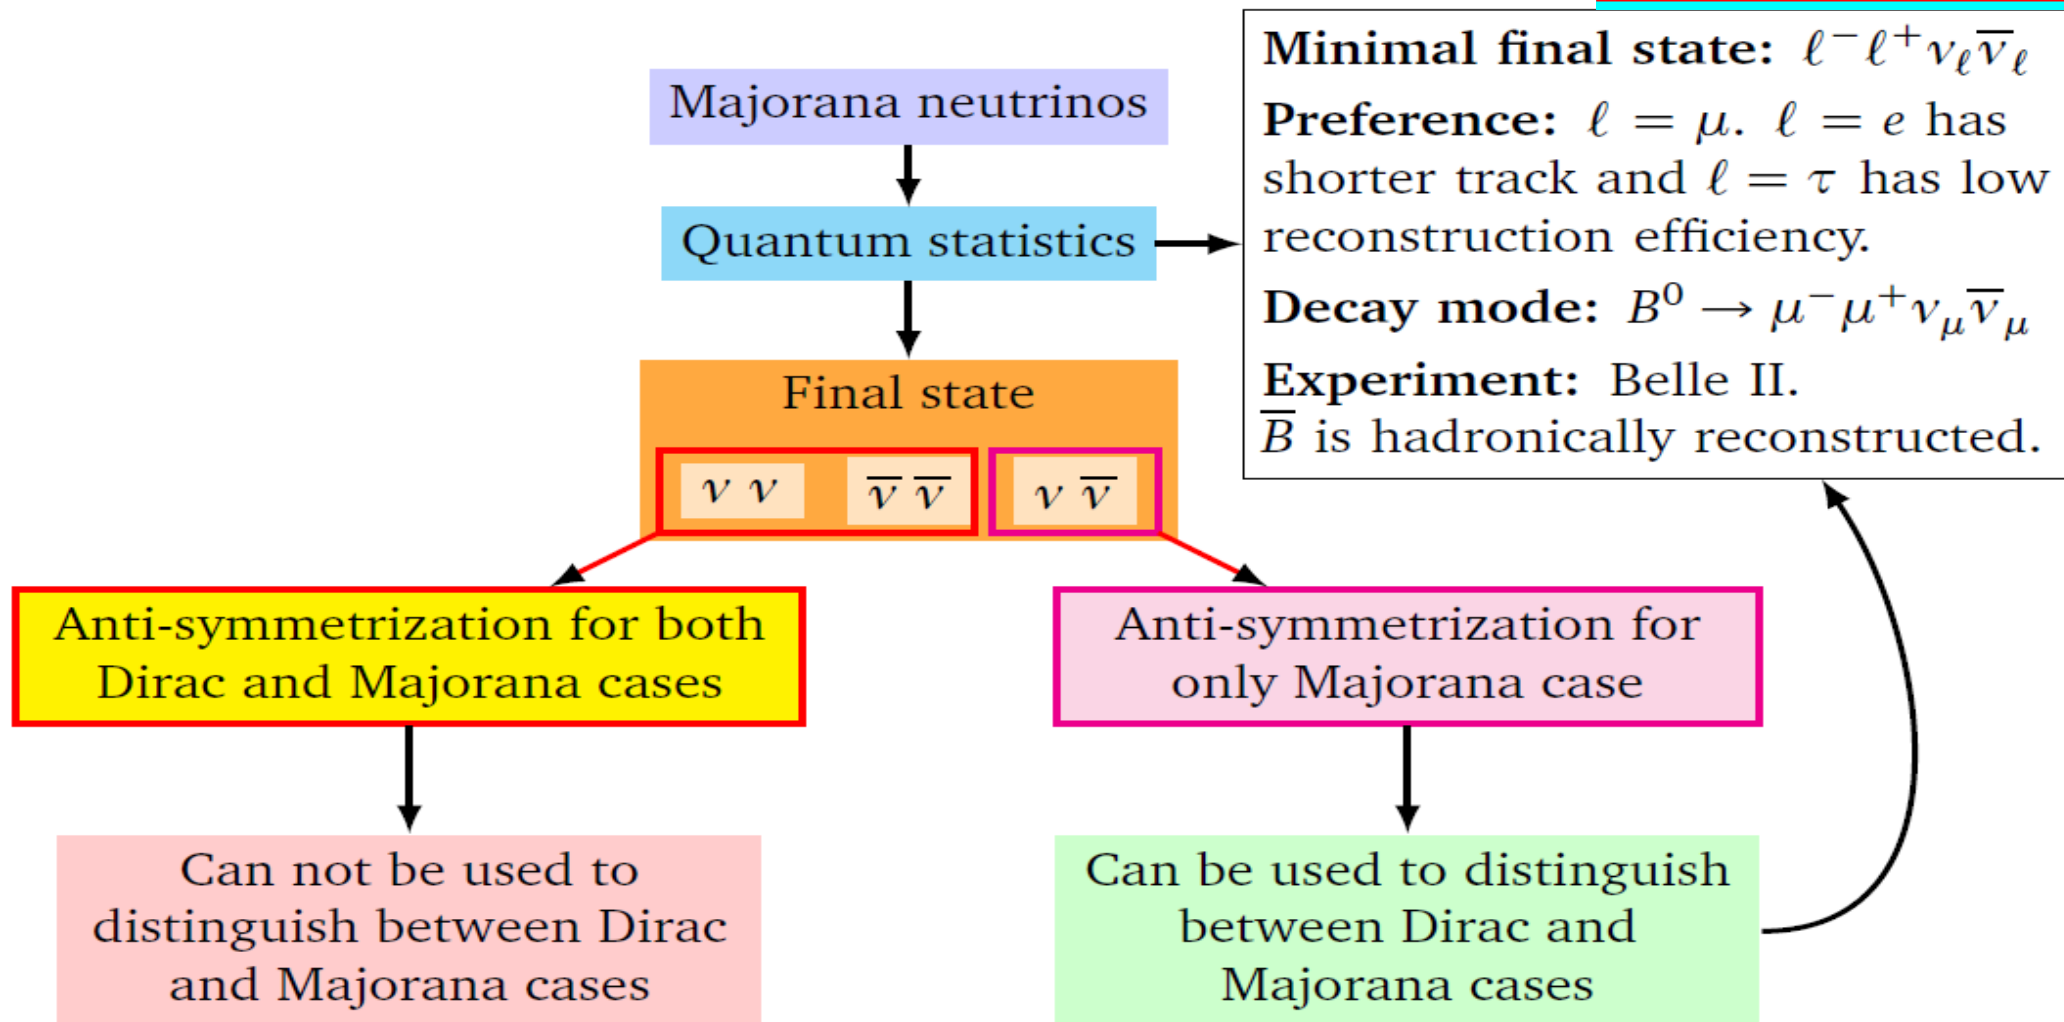 Majorana neutrinos
Quantum statistics
Final state
ν ν
ν̅ ν̅
ν ν̅
Anti-symmetrization for both
Dirac and Majorana cases
Anti-symmetrization for
only Majorana case
Can not be used to
distinguish between Dirac
and Majorana cases
Can be used to distinguish
between Dirac and
Majorana cases
Minimal final state: ℓ⁻ℓ⁺ν_ℓν̅_ℓ
Preference: ℓ = μ. ℓ = e has
shorter track and ℓ = τ has low
reconstruction efficiency.
Decay mode: B⁰ → μ⁻μ⁺ν_μν̅_μ
Experiment: Belle II.
B̅ is hadronically reconstructed.